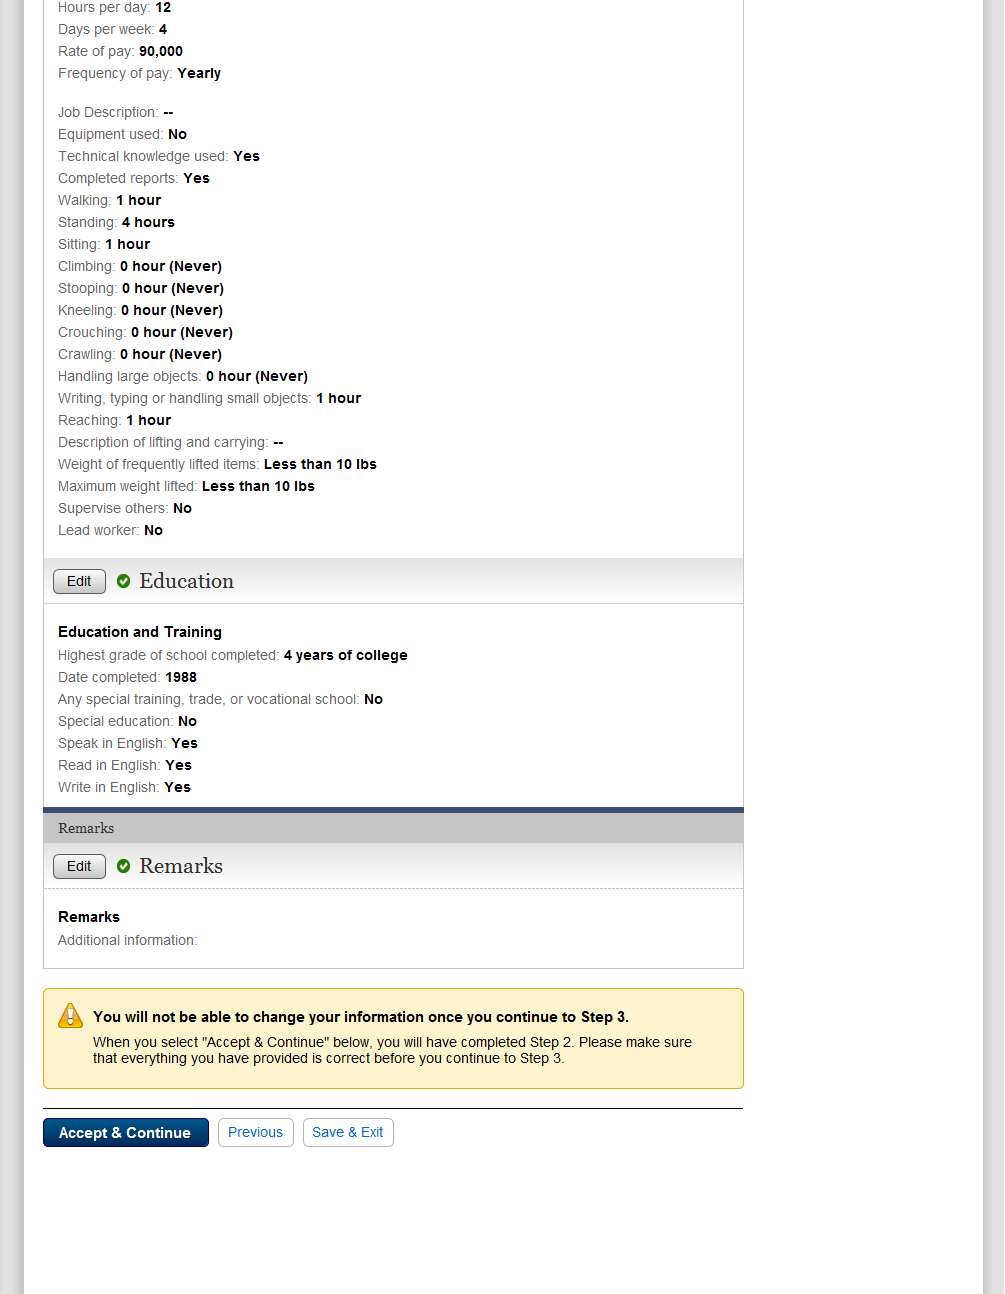 Hours per day: 12
Days per week: 4
Rate of pay: 90,000
Frequency of pay: Yearly
Job Description: --
Equipment used: No
Technical knowledge used: Yes
Completed reports: Yes
Walking: 1 hour
Standing: 4 hours
Sitting: 1 hour
Climbing: 0 hour (Never)
Stooping: 0 hour (Never)
Kneeling: 0 hour (Never)
Crouching: 0 hour (Never)
Crawling: 0 hour (Never)
Handling large objects: 0 hour (Never)
Writing, typing or handling small objects: 1 hour
Reaching: 1 hour
Description of lifting and carrying: --
Weight of frequently lifted items: Less than 10 lbs
Maximum weight lifted: Less than 10 lbs
Supervise others: No
Lead worker: No
Edit Education
Education and Training
Highest grade of school completed: 4 years of college
Date completed: 1988
Any special training, trade, or vocational school: No
Special education: No
Speak in English: Yes
Read in English: Yes
Write in English: Yes
Remarks
Edit Remarks
Remarks
Additional information:
You will not be able to change your information once you continue to Step 3.
When you select "Accept & Continue" below, you will have completed Step 2. Please make sure
that everything you have provided is correct before you continue to Step 3.
Accept & Continue Previous Save & Exit